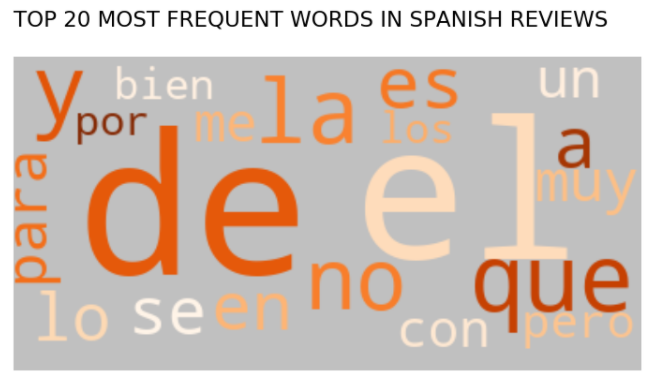 TOP 20 MOST FREQUENT WORDS IN SPANISH REVIEWS
y
bien
la
es
un
por
me
los
a
muy
para
de
el
no
que
lo
se
en
con
pero